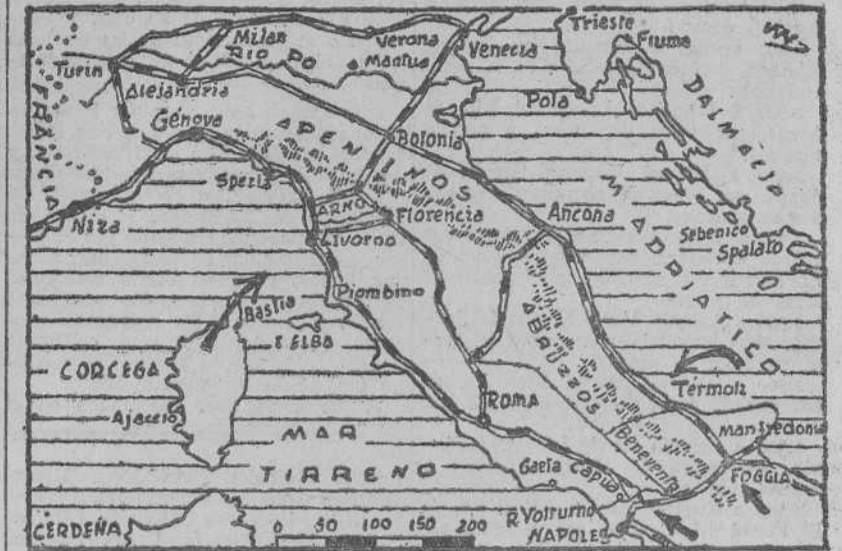 Trieste
Fiume
Milan
Verona
Venecia
RIO PO
Mantua
Turin
Alejandria
Pola
DALMACIA
FRANCIA
Génova
Bolonia
APENINOS
Spezia
ARNO
Florencia
Ancona
Niza
Livorno
Sebenico
Spalato
M. ADRIATICO
Piombino
Bastia
I. ELBA
ABRUZZOS
CORCEGA
Térmoli
Ajaccio
ROMA
Manfredonia
MAR
TIRRENO
Benevento
Gaeta
Capua
FOGGIA
R. Volturno
CERDEÑA
NAPOLES
0 50 100 150 200